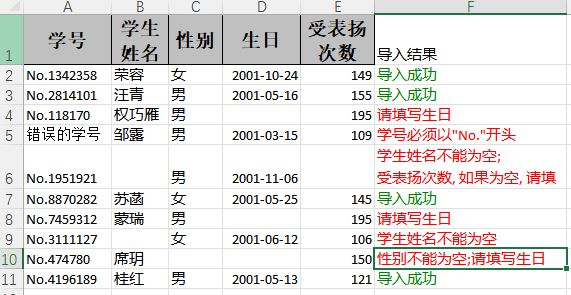 A B C D E F
1 学号 学生姓名 性别 生日 受表扬次数 导入结果
2 No.1342358 荣容 女 2001-10-24 149 导入成功
3 No.2814101 汪青 男 2001-05-16 155 导入成功
4 No.118170 权巧雁 男 195 请填写生日
5 错误的学号 邹露 男 2001-03-15 109 学号必须以"No."开头
学生姓名不能为空;
6 No.1951921 男 2001-11-06 受表扬次数, 如果为空, 请填
7 No.8870282 苏菡 女 2001-05-25 145 导入成功
8 No.7459312 蒙瑞 男 195 请填写生日
9 No.3111127 女 2001-06-12 106 学生姓名不能为空
10 No.474780 席玥 150 性别不能为空;请填写生日
11 No.4196189 桂红 男 2001-05-13 121 导入成功